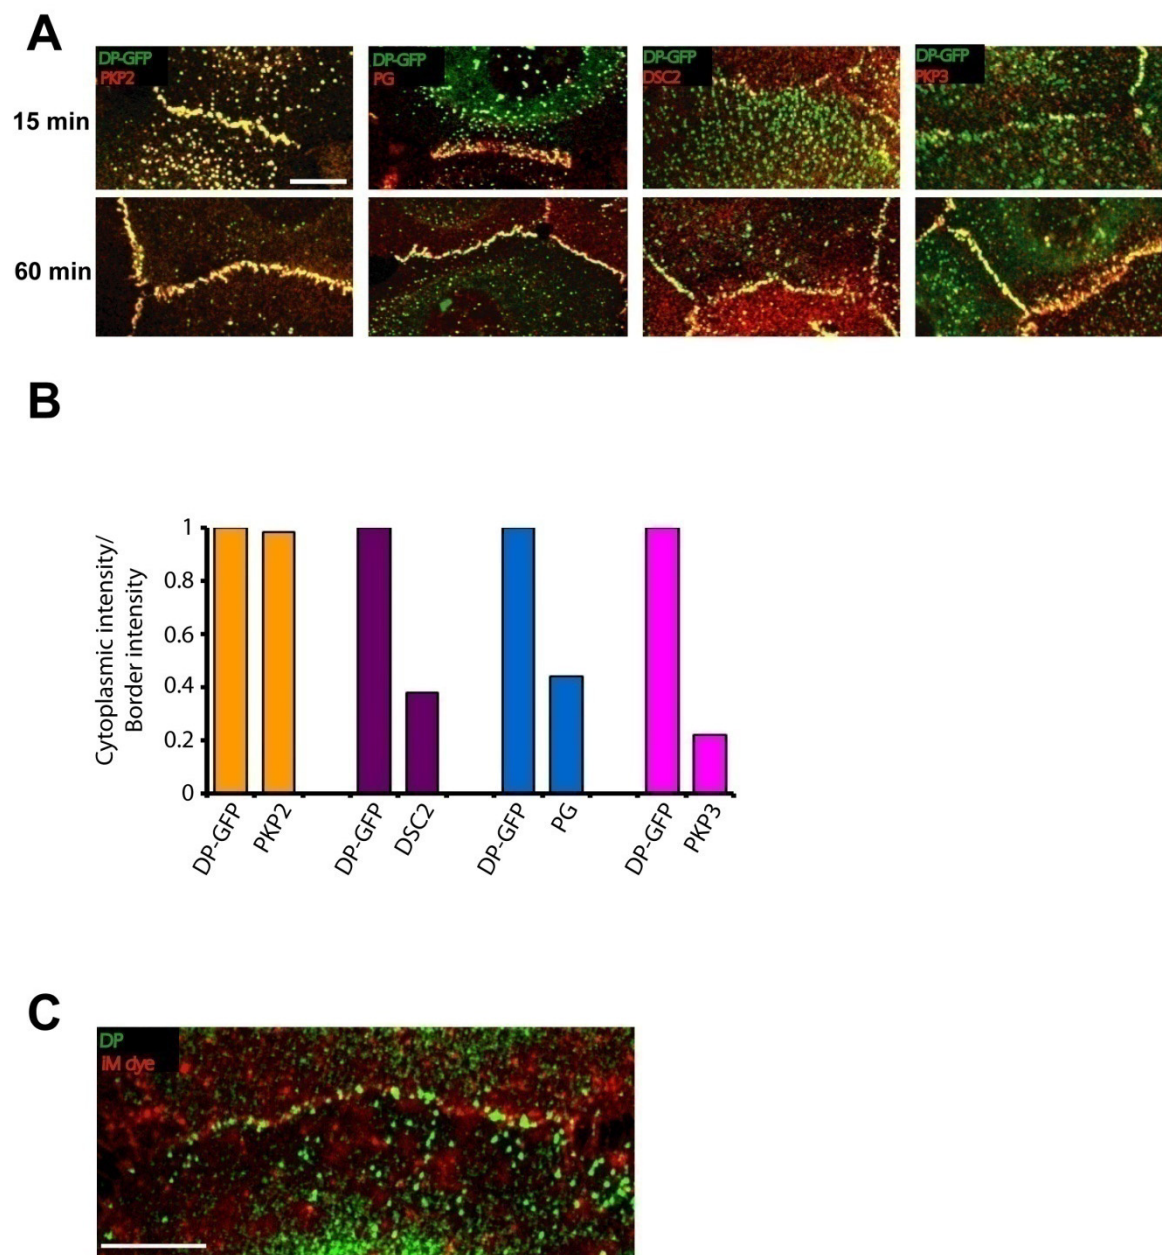 A
DP-GFP
PKP2
DP-GFP
PG
DP-GFP
DSC2
DP-GFP
PKP3
15 min
60 min
B
Cytoplasmic intensity/
Border intensity
1
0.8
0.6
0.4
0.2
0
DP-GFP
PKP2
DP-GFP
DSC2
DP-GFP
PG
DP-GFP
PKP3
C
DP
IM dye